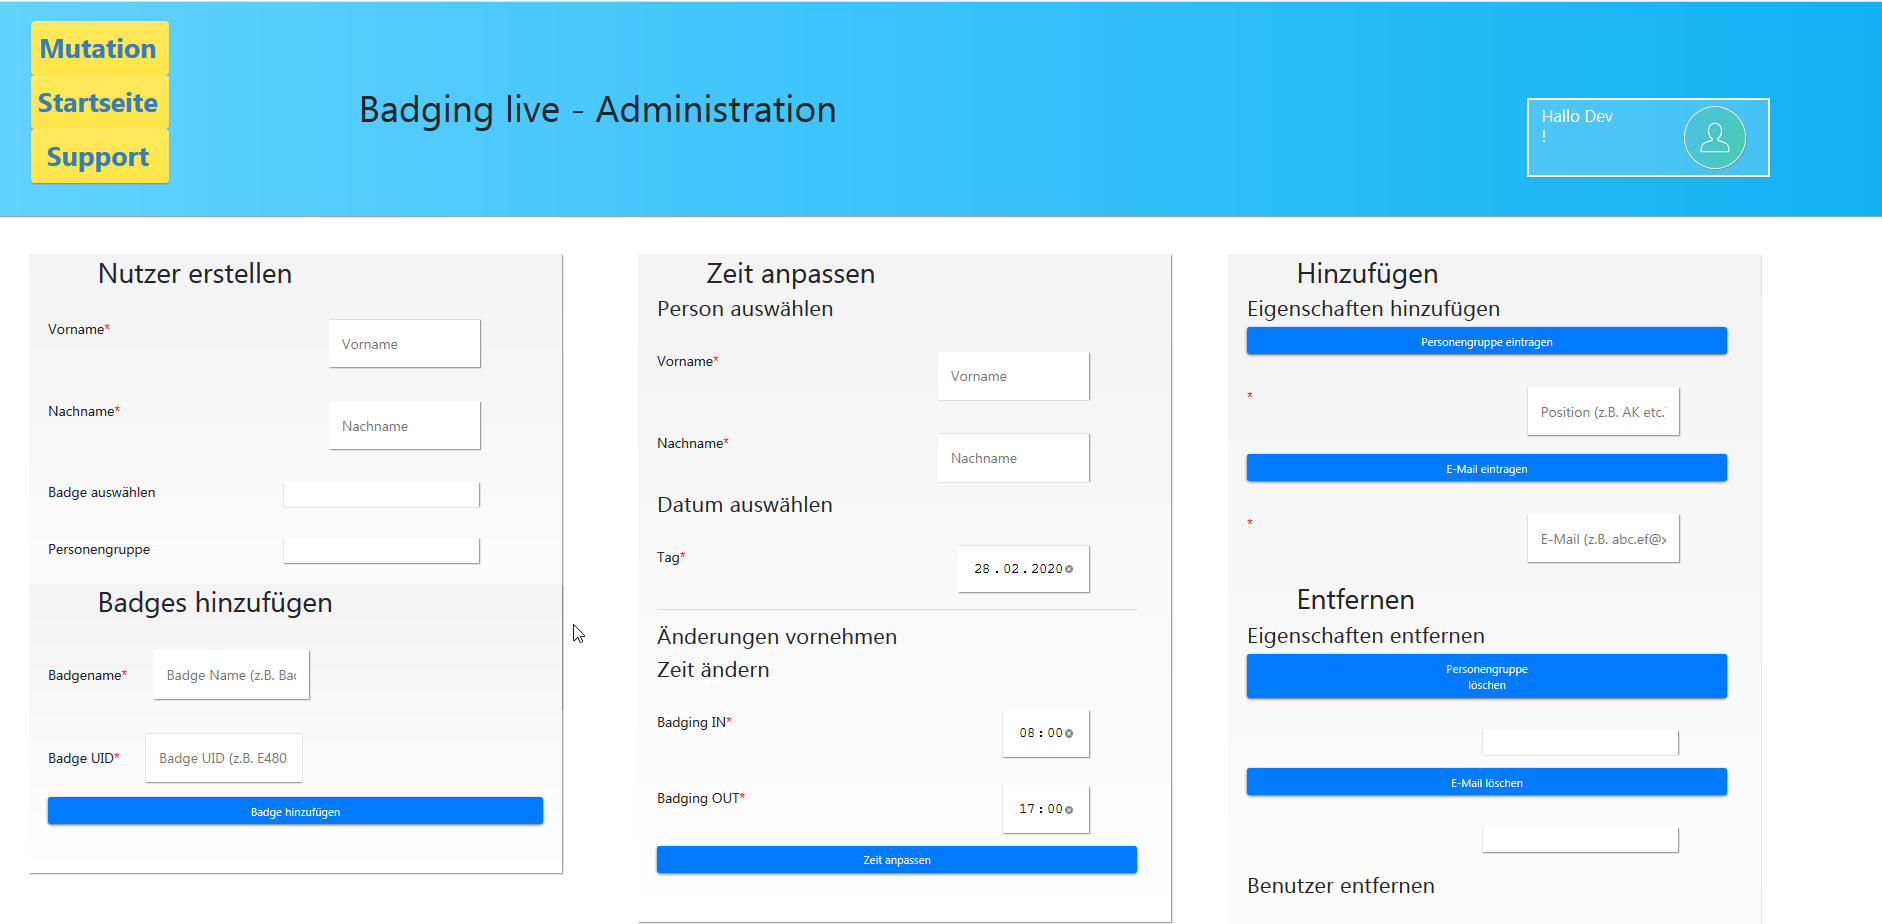 Mutation
Startseite
Support
Badging live - Administration
Hallo Dev
!
Nutzer erstellen
Vorname*
Vorname
Nachname*
Nachname
Badge auswählen
Personengruppe
Badges hinzufügen
Badgename*
Badge Name (z.B. Bac
Badge UID*
Badge UID (z.B. E480
Badge hinzufügen
Zeit anpassen
Person auswählen
Vorname*
Vorname
Nachname*
Nachname
Datum auswählen
Tag*
28.02.2020
Änderungen vornehmen
Zeit ändern
Badging IN*
08:00
Badging OUT*
17:00
Zeit anpassen
Hinzufügen
Eigenschaften hinzufügen
Personengruppe eintragen
*
Position (z.B. AK etc.
E-Mail eintragen
*
E-Mail (z.B. abc.ef@x
Entfernen
Eigenschaften entfernen
Personengruppe
löschen
E-Mail löschen
Benutzer entfernen